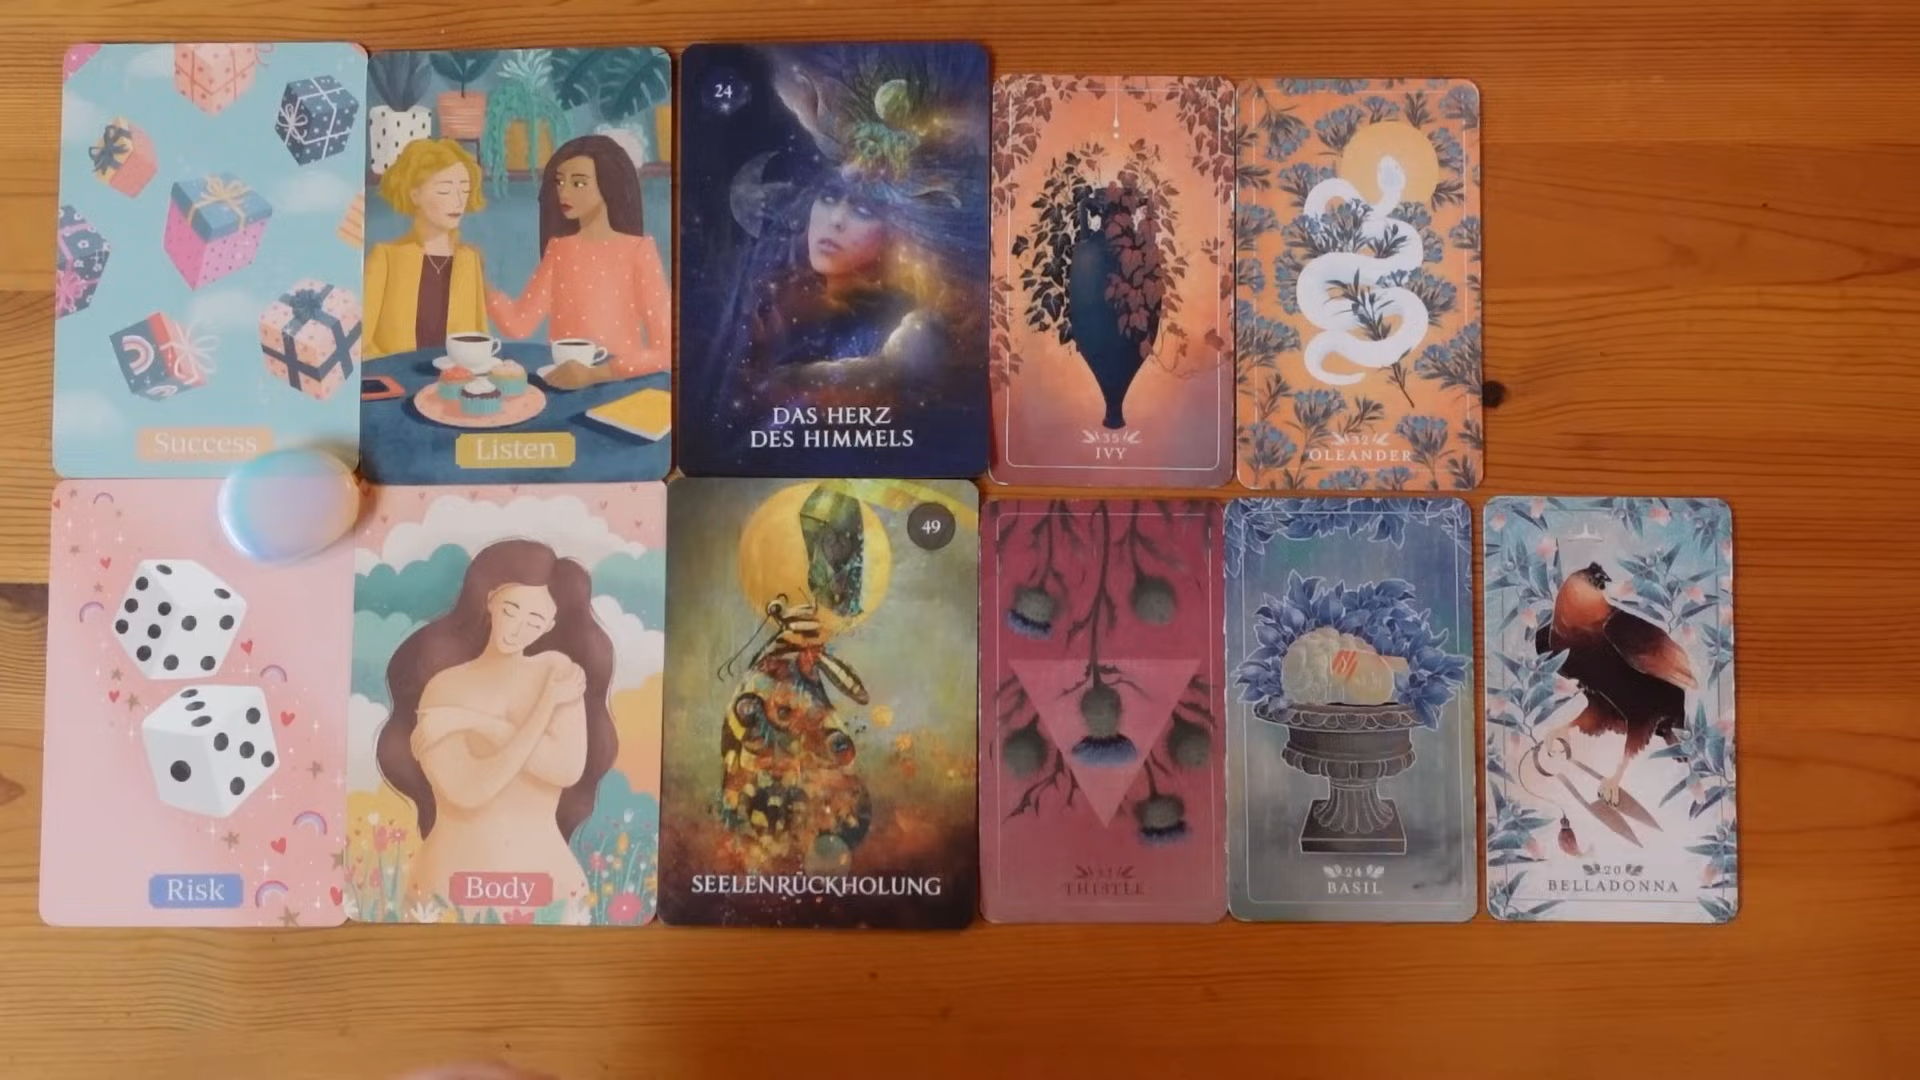 Success
Listen
24
DAS HERZ
DES HIMMELS
35
IVY
32
OLEANDER
Risk
Body
49
SEELENRÜCKHOLUNG
THISTLE
24
BASIL
20
BELLADONNA